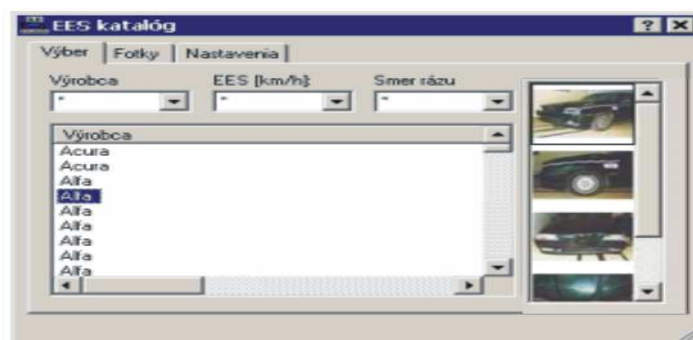 EES katalóg
Výber Fotky Nastavenia
Výrobca EES [km/h]: Smer rázu
* * *
Výrobca
Acura
Acura
Alfa
Alfa
Alfa
Alfa
Alfa
Alfa
Alfa